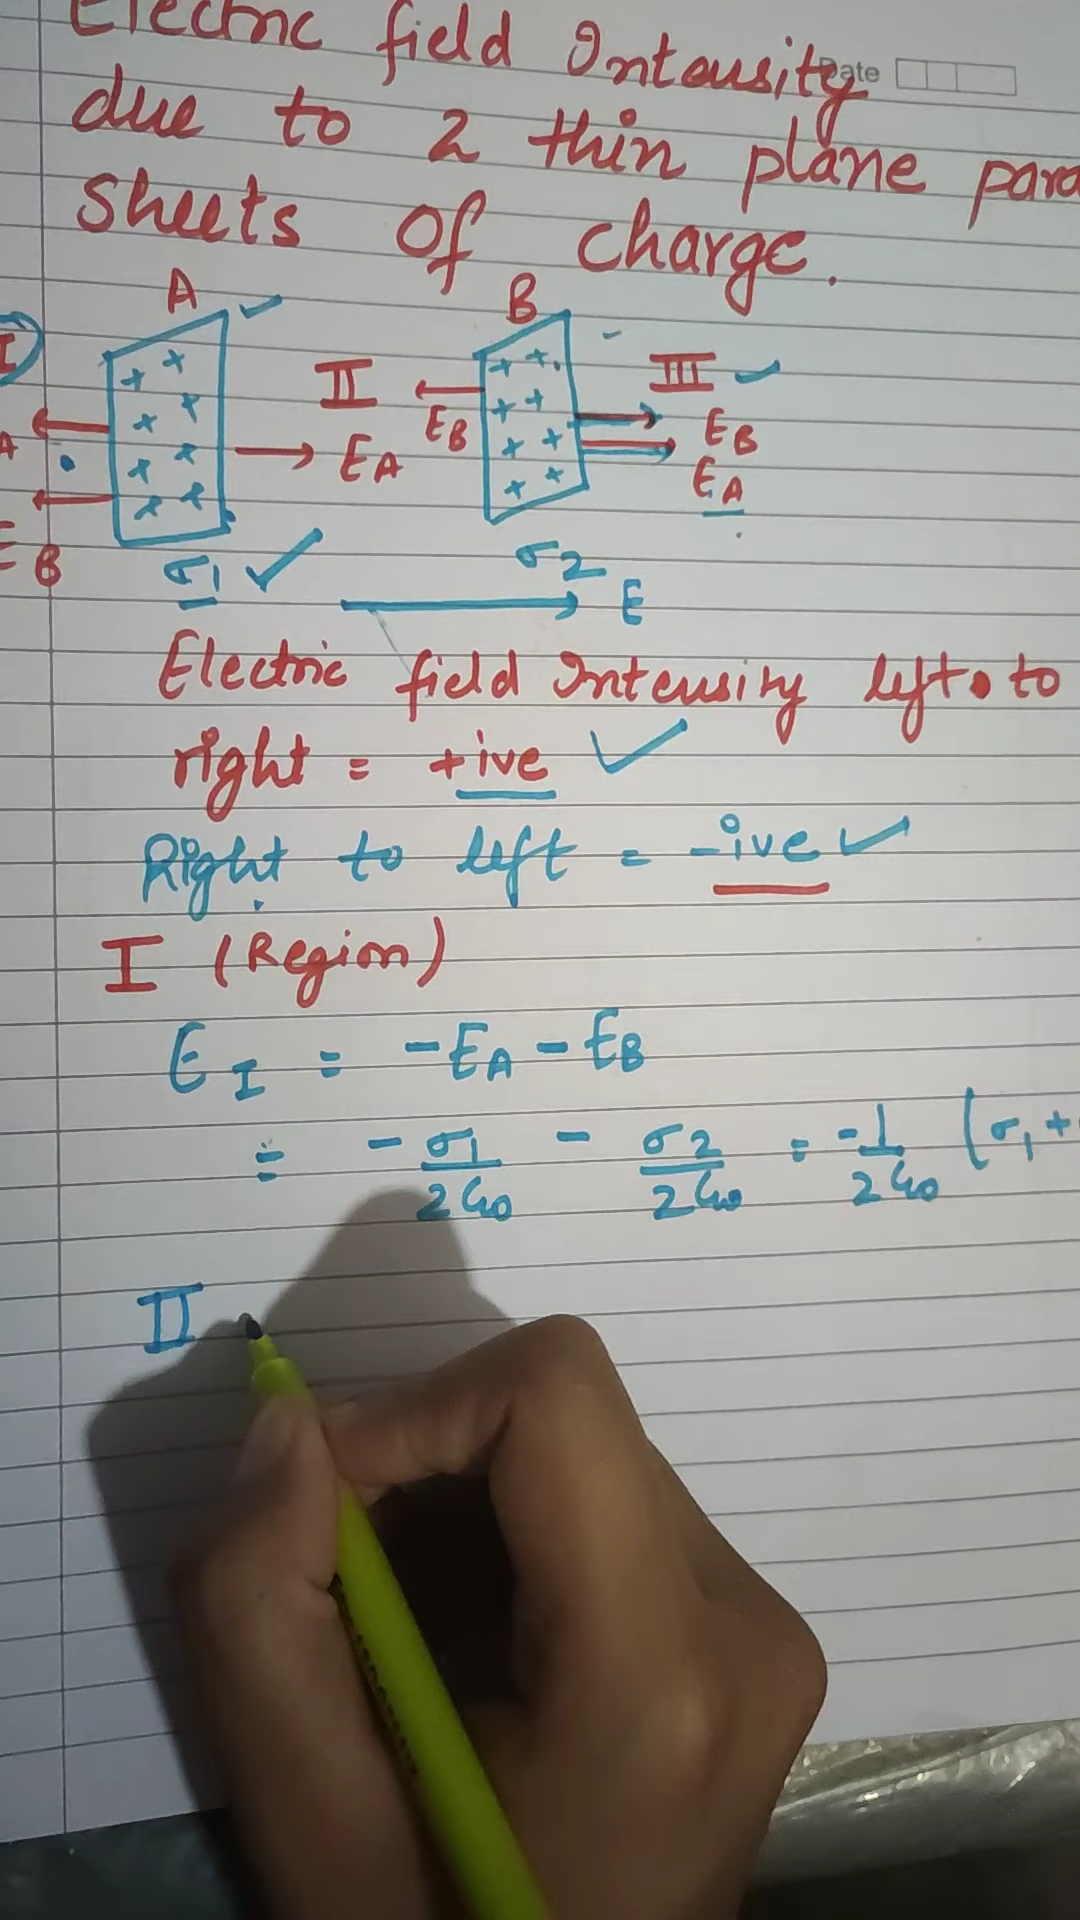 Electric field Intensity
Date
due to 2 thin plane para
Sheets of charge.
A B
I II III
EB EB
A EA EA
E B
σ1 σ2
E
Electric field Intensity left to
right = +ive
Right to left = -ive
I (Region)
E I = -EA - EB
= - σ1/2ϵ0 - σ2/2ϵ0 = -1/2ϵ0 (σ1 +
II